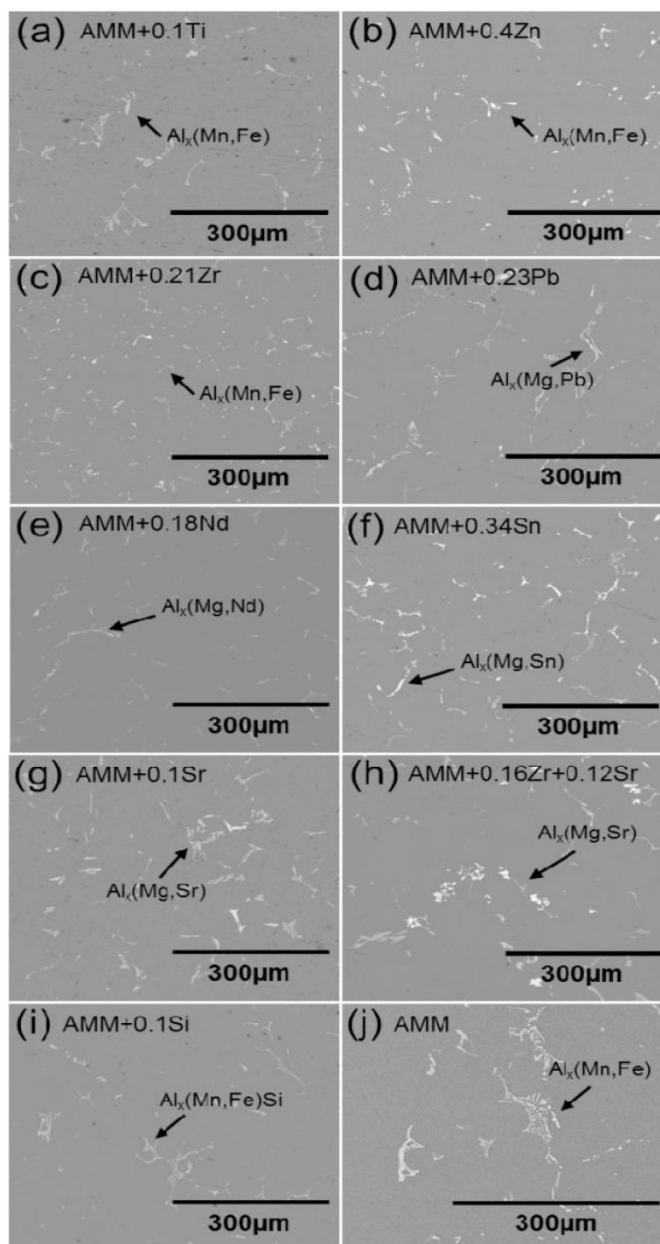 (a) AMM+0.1Ti
Alₓ(Mn,Fe)
300μm
(b) AMM+0.4Zn
Alₓ(Mn,Fe)
300μm
(c) AMM+0.21Zr
Alₓ(Mn,Fe)
300μm
(d) AMM+0.23Pb
Alₓ(Mg,Pb)
300μm
(e) AMM+0.18Nd
Alₓ(Mg,Nd)
300μm
(f) AMM+0.34Sn
Alₓ(Mg,Sn)
300μm
(g) AMM+0.1Sr
Alₓ(Mg,Sr)
300μm
(h) AMM+0.16Zr+0.12Sr
Alₓ(Mg,Sr)
300μm
(i) AMM+0.1Si
Alₓ(Mn,Fe)Si
300μm
(j) AMM
Alₓ(Mn,Fe)
300μm